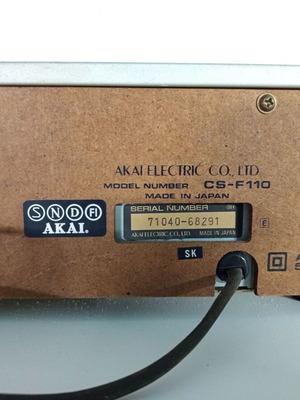 AKAI ELECTRIC CO., LTD
MODEL NUMBER CS-F110
MADE IN JAPAN
SERIAL NUMBER
71040-68291
AKAI ELECTRIC CO., LTD. MADE IN JAPAN
S N D FI
AKAI.
E
SK